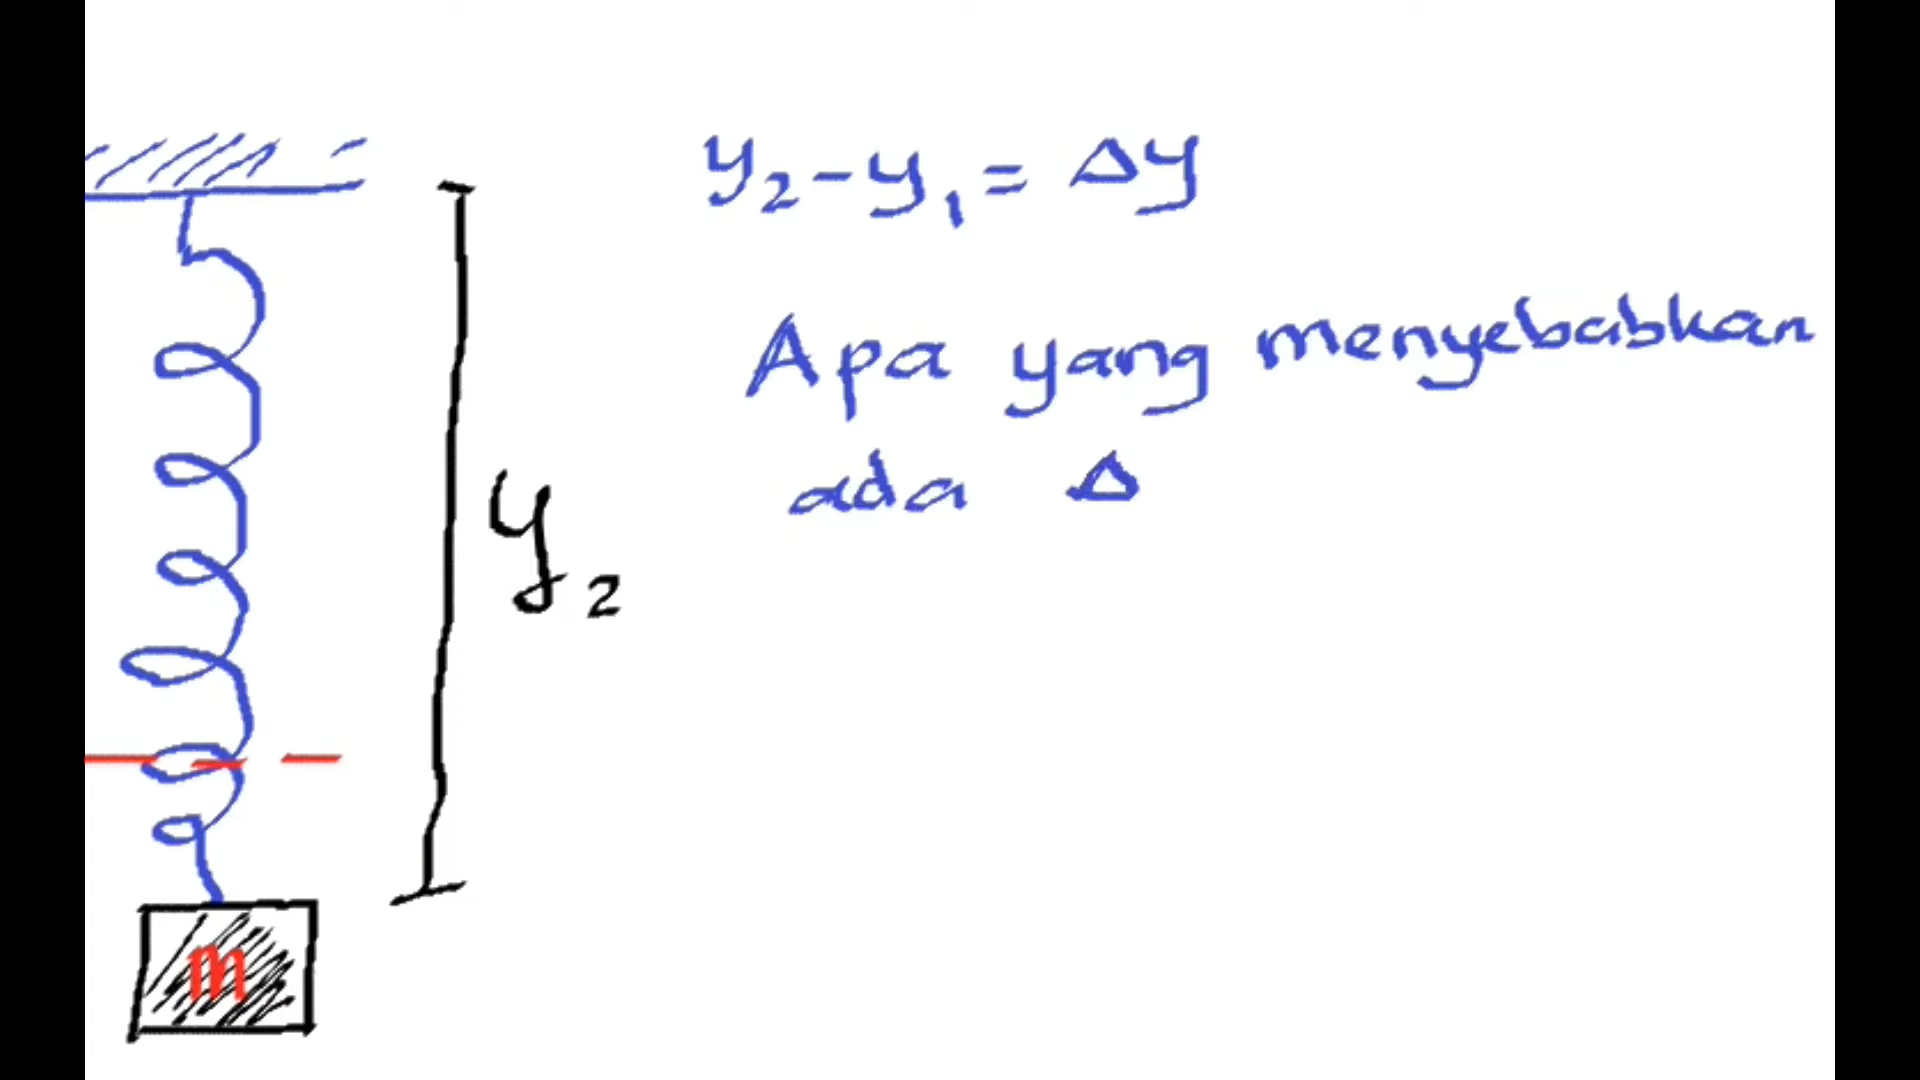 y₂-y₁ = Δy
Apa yang menyebabkan
ada Δ
y₂
m